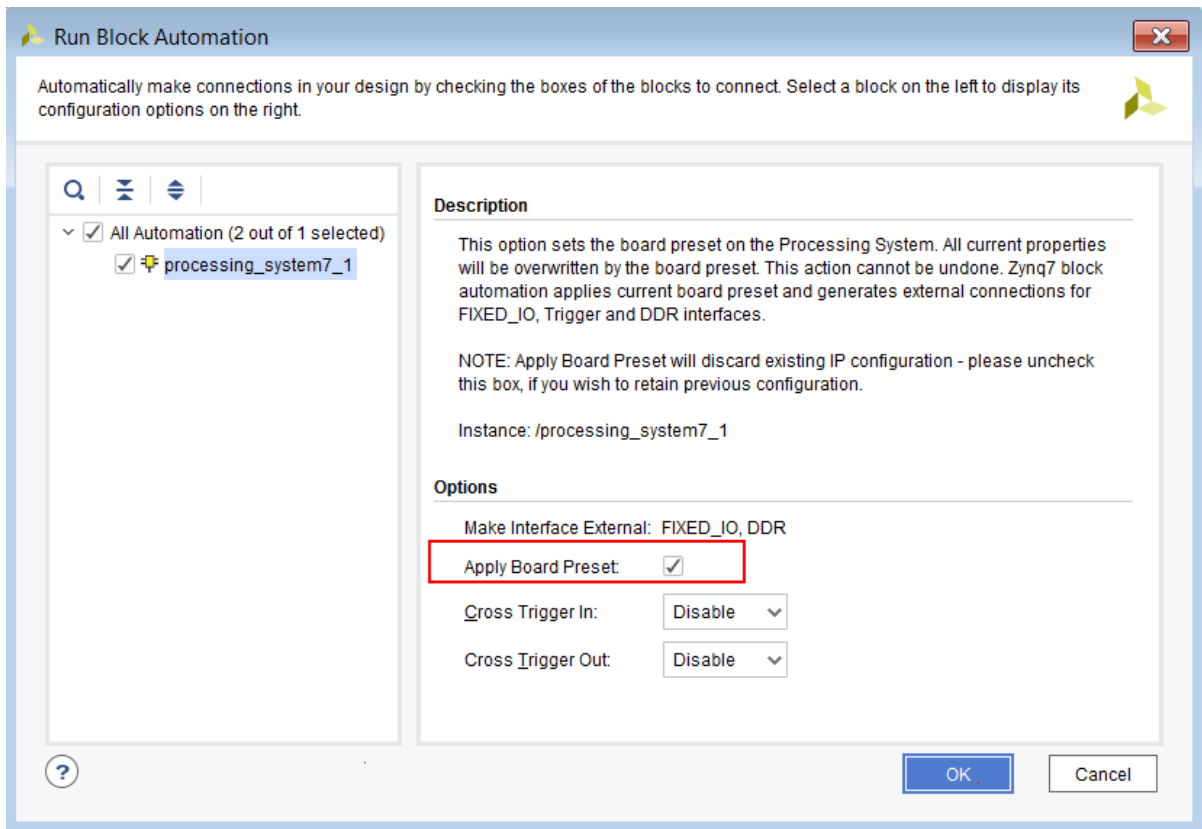 Run Block Automation
Automatically make connections in your design by checking the boxes of the blocks to connect. Select a block on the left to display its
configuration options on the right.
All Automation (2 out of 1 selected)
processing_system7_1
Description
This option sets the board preset on the Processing System. All current properties
will be overwritten by the board preset. This action cannot be undone. Zynq7 block
automation applies current board preset and generates external connections for
FIXED_IO, Trigger and DDR interfaces.
NOTE: Apply Board Preset will discard existing IP configuration - please uncheck
this box, if you wish to retain previous configuration.
Instance: /processing_system7_1
Options
Make Interface External: FIXED_IO, DDR
Apply Board Preset:
Cross Trigger In: Disable
Cross Trigger Out: Disable
?
OK Cancel